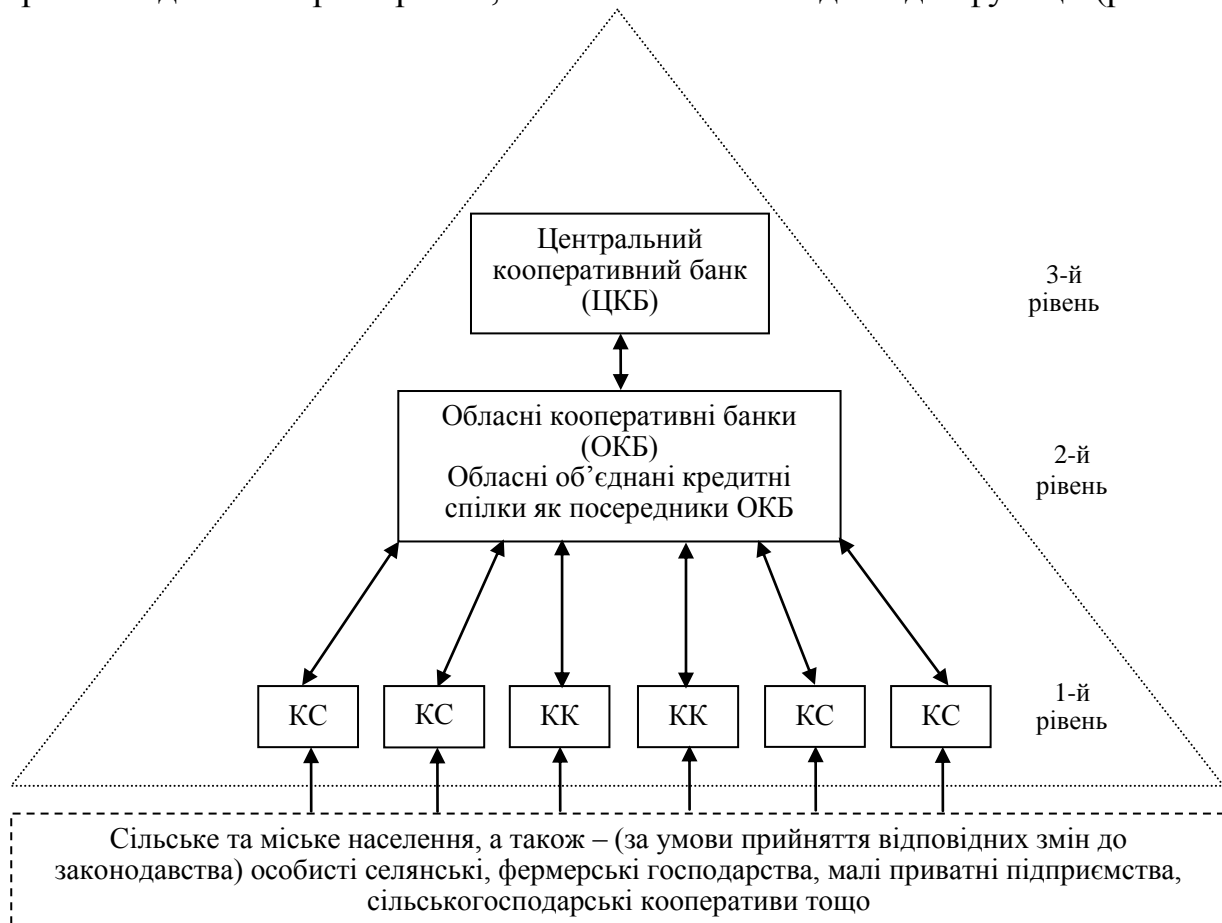 Центральний
кооперативний банк
(ЦКБ)
3-й
рівень
Обласні кооперативні банки
(ОКБ)
Обласні об’єднані кредитні
спілки як посередники ОКБ
2-й
рівень
КС КС КК КК КС КС
1-й
рівень
Сільське та міське населення, а також – (за умови прийняття відповідних змін до
законодавства) особисті селянські, фермерські господарства, малі приватні підприємства,
сільськогосподарські кооперативи тощо